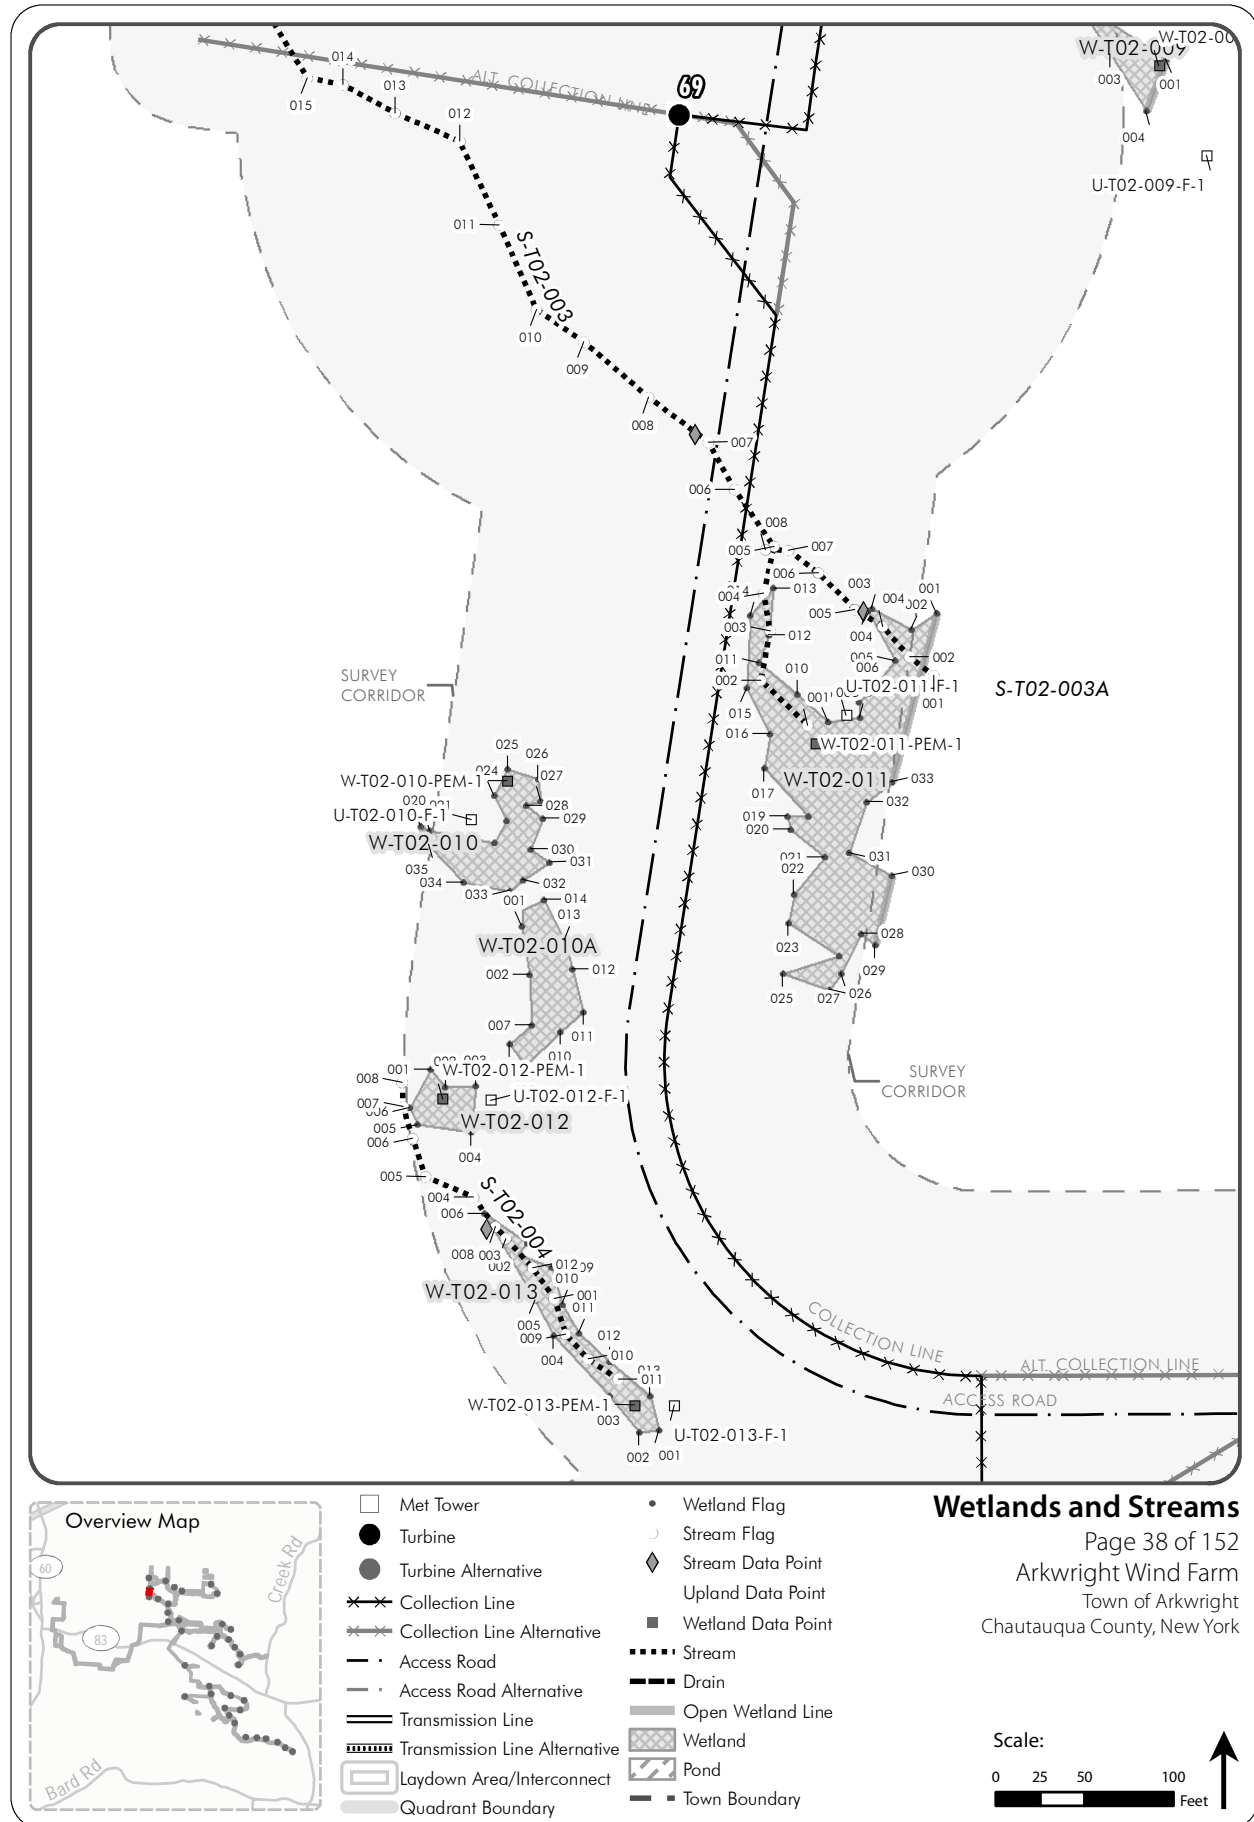 W-T02-00
W-T02-009
003
001
004
U-T02-009-F-1
69
ALT. COLLECTION LINE
014
015
013
012
011
S-T02-003
010
009
008
007
006
008
005
007
006
013
004
003
012
011
002
010
001
015
016
017
019
020
021
022
023
025
027
026
029
028
030
031
032
033
003
004
002
001
005
004
005
006
002
001
U-T02-011-F-1
S-T02-003A
W-T02-011-PEM-1
W-T02-011
SURVEY
CORRIDOR
025
026
024
027
W-T02-010-PEM-1
020
021
028
U-T02-010-F-1
029
W-T02-010
030
031
035
034
033
032
001
014
013
W-T02-010A
002
012
007
011
010
001
W-T02-012-PEM-1
008
U-T02-012-F-1
007
006
005
W-T02-012
006
004
005
004
S-T02-004
006
008
003
002
012
010
W-T02-013
001
011
005
009
012
004
010
011
W-T02-013-PEM-1
003
U-T02-013-F-1
002
001
SURVEY
CORRIDOR
COLLECTION LINE
ALT. COLLECTION LINE
ACCESS ROAD
Overview Map
60
83
Creek Rd
Bard Rd
Met Tower
Turbine
Turbine Alternative
Collection Line
Collection Line Alternative
Access Road
Access Road Alternative
Transmission Line
Transmission Line Alternative
Laydown Area/Interconnect
Quadrant Boundary
Wetland Flag
Stream Flag
Stream Data Point
Upland Data Point
Wetland Data Point
Stream
Drain
Open Wetland Line
Wetland
Pond
Town Boundary
Wetlands and Streams
Page 38 of 152
Arkwright Wind Farm
Town of Arkwright
Chautauqua County, New York
Scale:
0 25 50 100
Feet